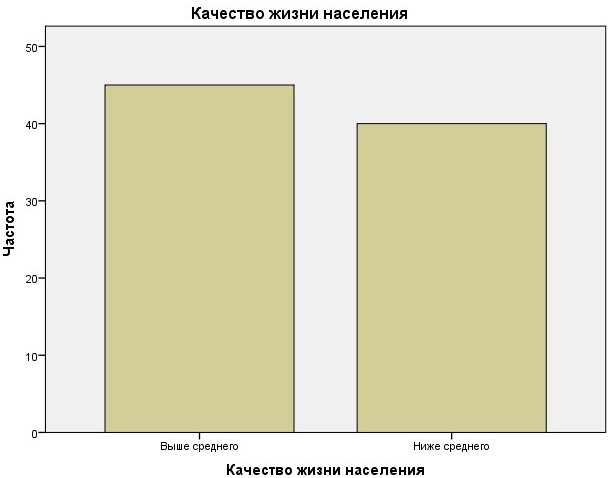 Качество жизни населения
Частота
50
40
30
20
10
0
Выше среднего
Ниже среднего
Качество жизни населения